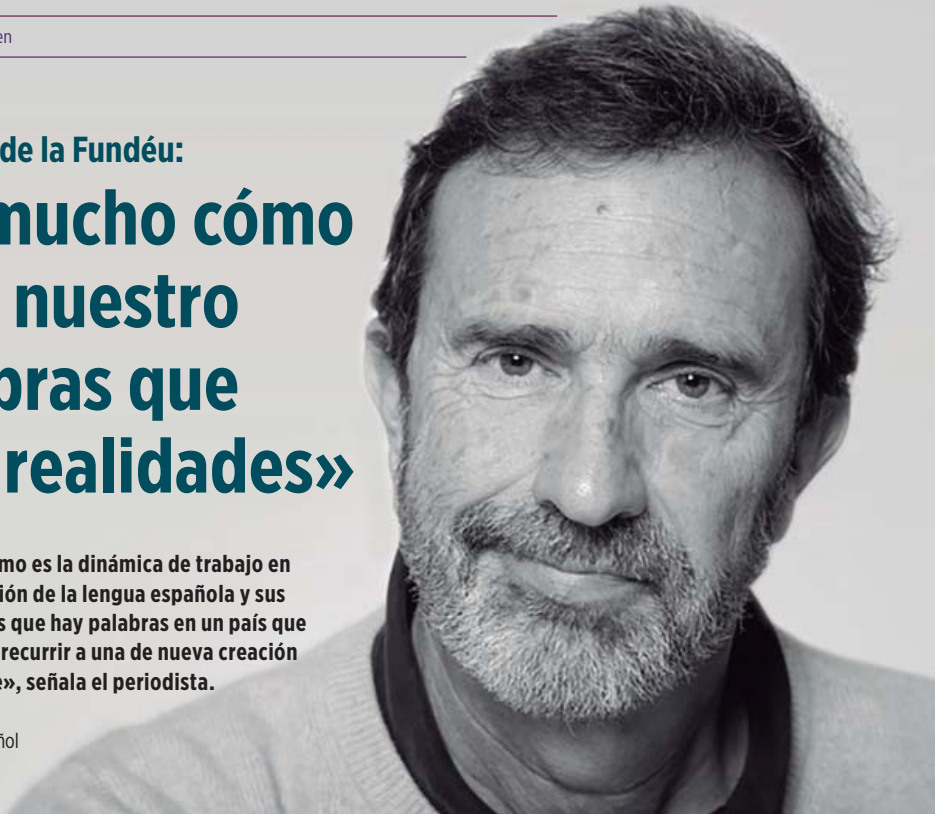 en
de la Fundéu:
mucho cómo
nuestro
bras que
realidades»
mo es la dinámica de trabajo en
ión de la lengua española y sus
s que hay palabras en un país que
recurrir a una de nueva creación
e», señala el periodista.
ñol